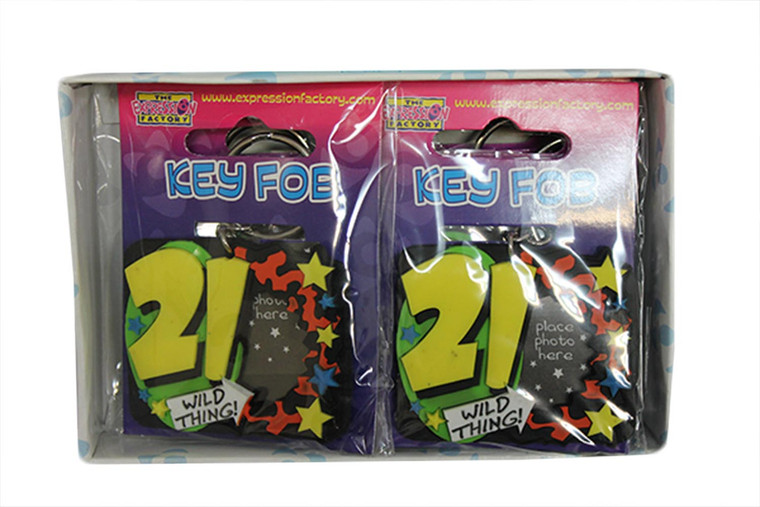 THE
EXPRESSION
FACTORY
www.expressionfactory.com
KEY FOB
21
photo
here
WILD
THING!
THE
EXPRESSION
FACTORY
www.expressionfactory.com
KEY FOB
21
place
photo
here
WILD
THING!